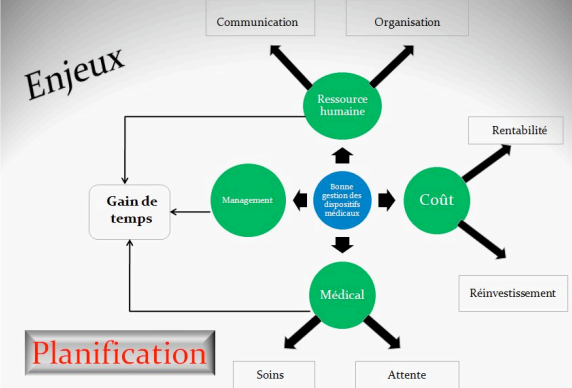 Communication
Organisation
Enjeux
Ressource
humaine
Rentabilité
Bonne
gestion des
dispositifs
médicaux
Management
Coût
Gain de
temps
Médical
Réinvestissement
Planification
Soins
Attente